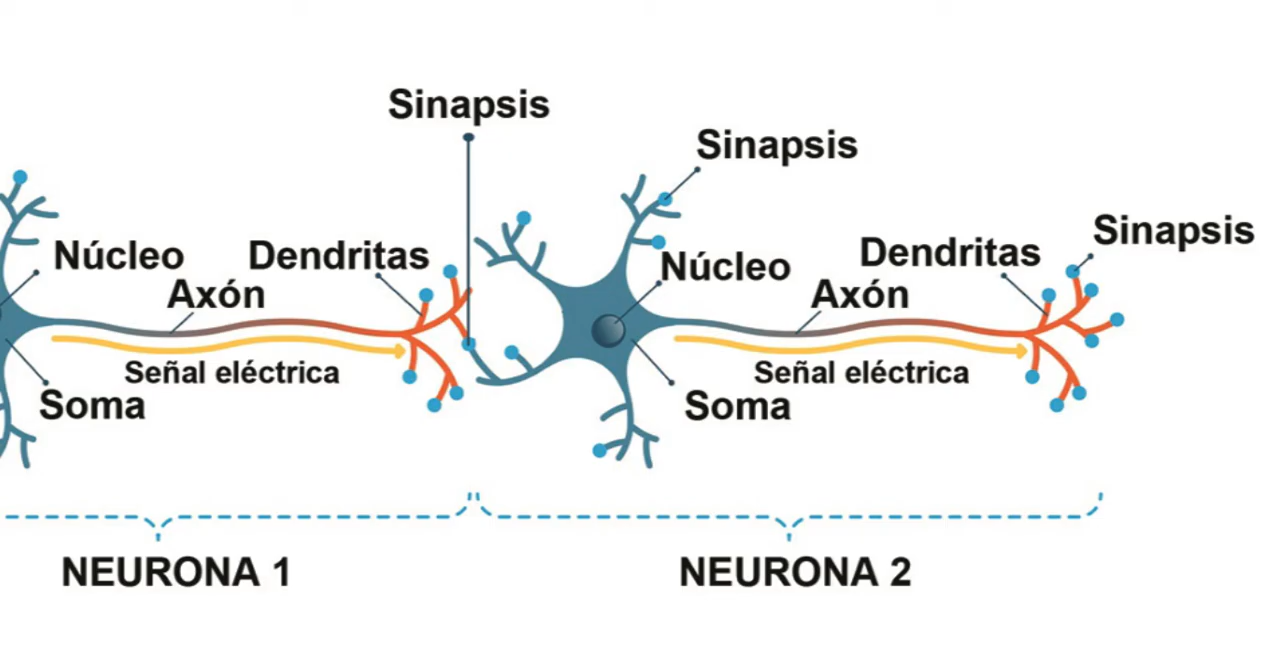 Sinapsis
Sinapsis
Sinapsis
Núcleo
Dendritas
Axón
Núcleo
Dendritas
Axón
Señal eléctrica
Señal eléctrica
Soma
Soma
NEURONA 1
NEURONA 2